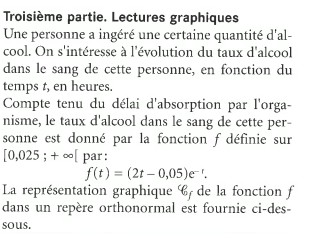 Troisième partie. Lectures graphiques
Une personne a ingéré une certaine quantité d'al-
cool. On s'intéresse à l'évolution du taux d'alcool
dans le sang de cette personne, en fonction du
temps t, en heures.
Compte tenu du délai d'absorption par l'orga-
nisme, le taux d'alcool dans le sang de cette per-
sonne est donné par la fonction f définie sur
[0,025 ; + ∞[ par :
f(t) = (2t – 0,05)e⁻ᵗ.
La représentation graphique 𝒞f de la fonction f
dans un repère orthonormal est fournie ci-des-
sous.